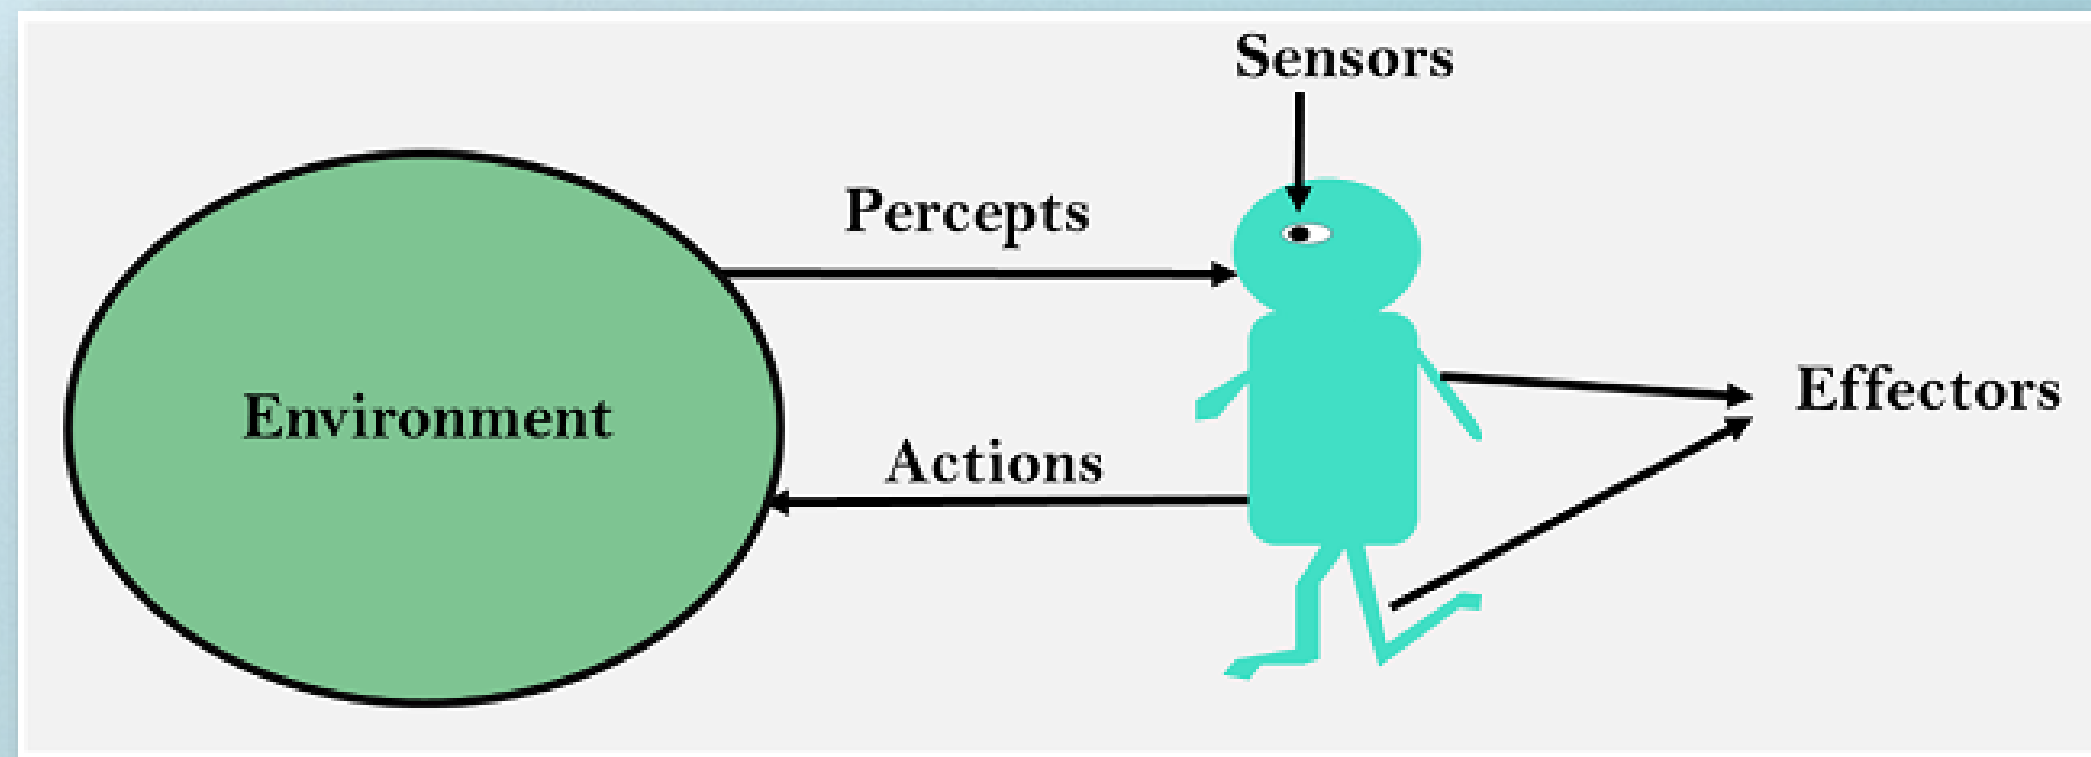 Sensors
Percepts
Environment
Actions
Effectors